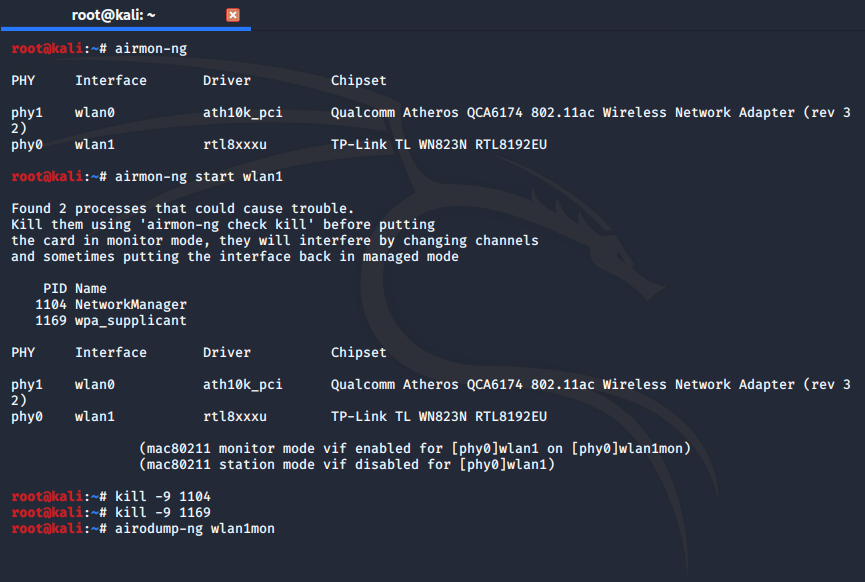 root@kali: ~
root@kali:~# airmon-ng
PHY     Interface       Driver          Chipset
phy1    wlan0           ath10k_pci      Qualcomm Atheros QCA6174 802.11ac Wireless Network Adapter (rev 3
2)
phy0    wlan1           rtl8xxxu        TP-Link TL WN823N RTL8192EU
root@kali:~# airmon-ng start wlan1
Found 2 processes that could cause trouble.
Kill them using 'airmon-ng check kill' before putting
the card in monitor mode, they will interfere by changing channels
and sometimes putting the interface back in managed mode
    PID Name
   1104 NetworkManager
   1169 wpa_supplicant
PHY     Interface       Driver          Chipset
phy1    wlan0           ath10k_pci      Qualcomm Atheros QCA6174 802.11ac Wireless Network Adapter (rev 3
2)
phy0    wlan1           rtl8xxxu        TP-Link TL WN823N RTL8192EU
                (mac80211 monitor mode vif enabled for [phy0]wlan1 on [phy0]wlan1mon)
                (mac80211 station mode vif disabled for [phy0]wlan1)
root@kali:~# kill -9 1104
root@kali:~# kill -9 1169
root@kali:~# airodump-ng wlan1mon